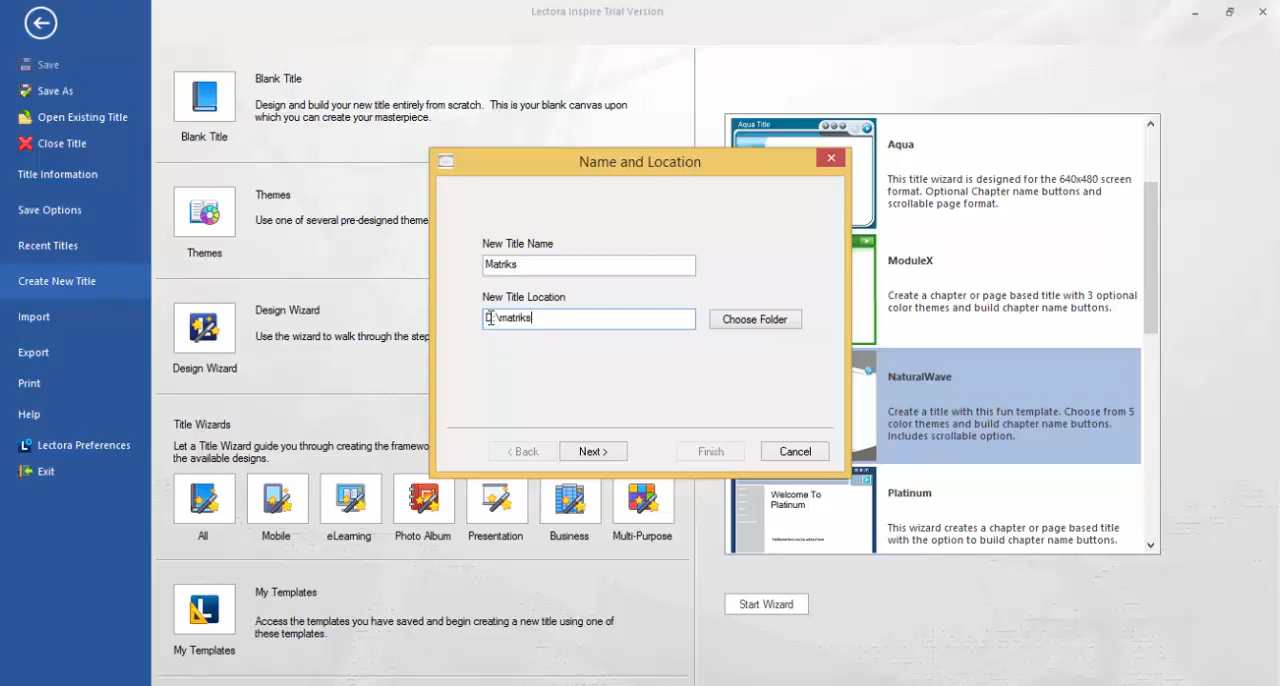 Lectora Inspire Trial Version
Save
Save As
Open Existing Title
Close Title
Title Information
Save Options
Recent Titles
Create New Title
Import
Export
Print
Help
Lectora Preferences
Exit
Blank Title
Blank Title
Design and build your new title entirely from scratch. This is your blank canvas upon
which you can create your masterpiece.
Themes
Themes
Use one of several pre-designed theme
Design Wizard
Design Wizard
Use the wizard to walk through the step
Title Wizards
Let a Title Wizard guide you through creating the framewo
the available designs.
All
Mobile
eLearning
Photo Album
Presentation
Business
Multi-Purpose
My Templates
My Templates
Access the templates you have saved and begin creating a new title using one of
these templates.
Name and Location
New Title Name
Matriks
New Title Location
D:\matriks
Choose Folder
< Back
Next >
Finish
Cancel
Aqua Title
Aqua
This title wizard is designed for the 640x480 screen
format. Optional Chapter name buttons and
scrollable page format.
ModuleX
Create a chapter or page based title with 3 optional
color themes and build chapter name buttons.
NaturalWave
Create a title with this fun template. Choose from 5
color themes and build chapter name buttons.
Includes scrollable option.
Welcome To
Platinum
Platinum
This wizard creates a chapter or page based title
with the option to build chapter name buttons.
Start Wizard